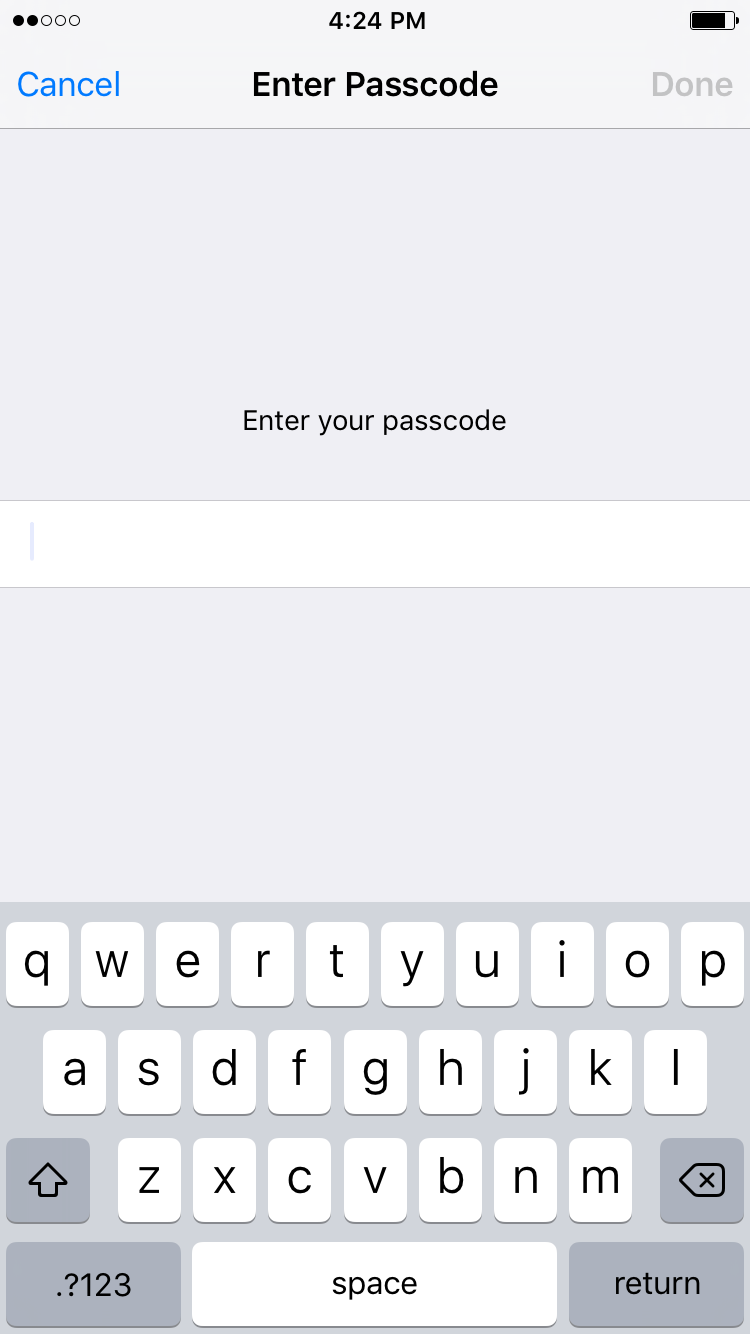 4:24 PM
Cancel Enter Passcode Done
Enter your passcode
q w e r t y u i o p
a s d f g h j k l
z x c v b n m
.?123 space return